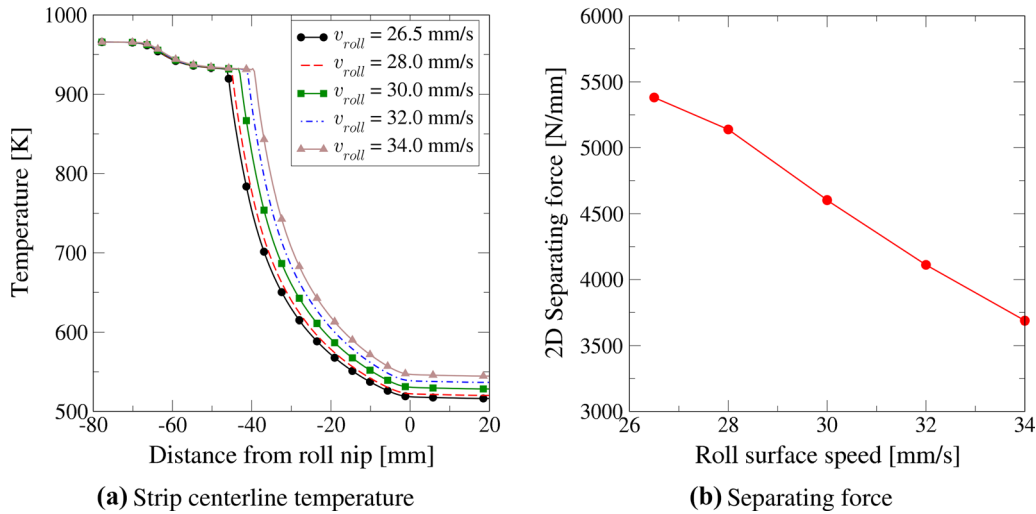 1000
900
800
700
600
500
Temperature [K]
-80
-60
-40
-20
0
20
Distance from roll nip [mm]
v_roll = 26.5 mm/s
v_roll = 28.0 mm/s
v_roll = 30.0 mm/s
v_roll = 32.0 mm/s
v_roll = 34.0 mm/s
(a) Strip centerline temperature
6000
5500
5000
4500
4000
3500
3000
2D Separating force [N/mm]
26
28
30
32
34
Roll surface speed [mm/s]
(b) Separating force